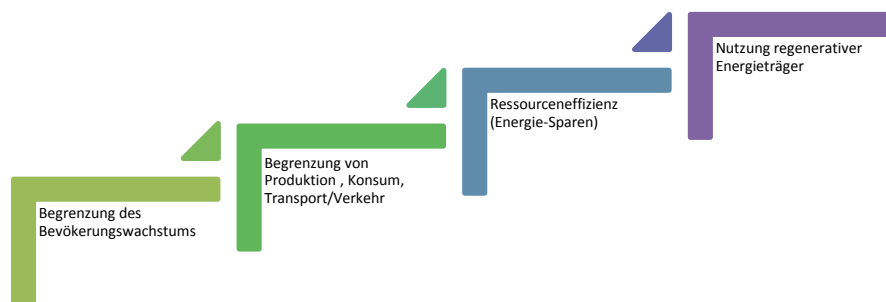 Begrenzung des
Bevökerungswachstums
Begrenzung von
Produktion , Konsum,
Transport/Verkehr
Ressourceneffizienz
(Energie-Sparen)
Nutzung regenerativer
Energieträger